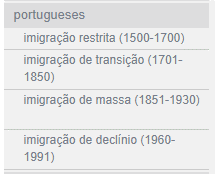 portugueses
imigração restrita (1500-1700)
imigração de transição (1701-
1850)
imigração de massa (1851-1930)
imigração de declínio (1960-
1991)